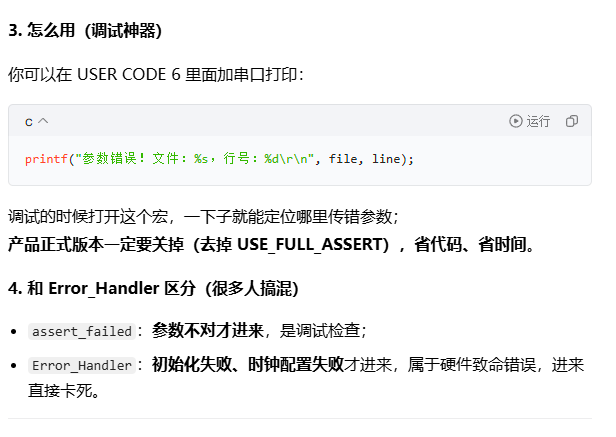 3. 怎么用（调试神器）
你可以在 USER CODE 6 里面加串口打印：
c
运行
printf("参数错误！文件：%s，行号：%d\r\n", file, line);
调试的时候打开这个宏，一下子就能定位哪里传错参数；
产品正式版本一定要关掉（去掉 USE_FULL_ASSERT），省代码、省时间。
4. 和 Error_Handler 区分（很多人搞混）
• assert_failed：参数不对才进来，是调试检查；
• Error_Handler：初始化失败、时钟配置失败才进来，属于硬件致命错误，进来
直接卡死。